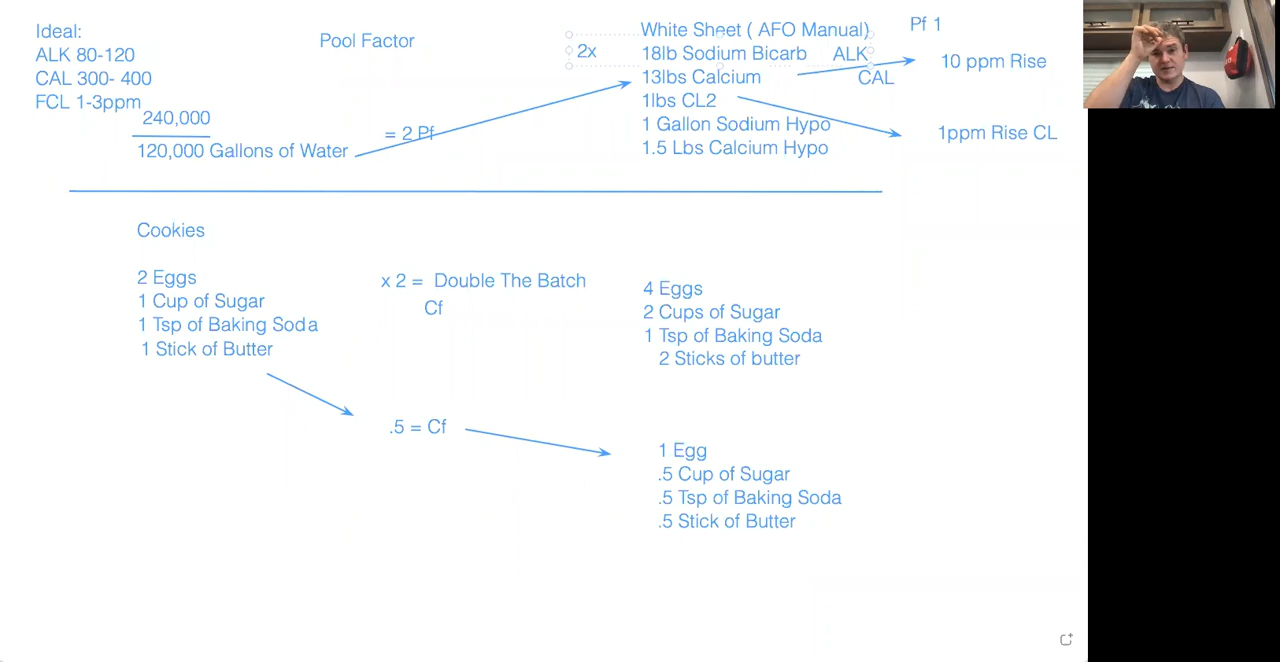 Ideal:
ALK 80-120
CAL 300- 400
FCL 1-3ppm
240,000
120,000 Gallons of Water
= 2 Pf
Pool Factor
2x
White Sheet ( AFO Manual)
18lb Sodium Bicarb ALK
13lbs Calcium
CAL
1lbs CL2
1 Gallon Sodium Hypo
1.5 Lbs Calcium Hypo
Pf 1
10 ppm Rise
1ppm Rise CL
Cookies
2 Eggs
1 Cup of Sugar
1 Tsp of Baking Soda
1 Stick of Butter
x 2 = Double The Batch
Cf
4 Eggs
2 Cups of Sugar
1 Tsp of Baking Soda
2 Sticks of butter
.5 = Cf
1 Egg
.5 Cup of Sugar
.5 Tsp of Baking Soda
.5 Stick of Butter